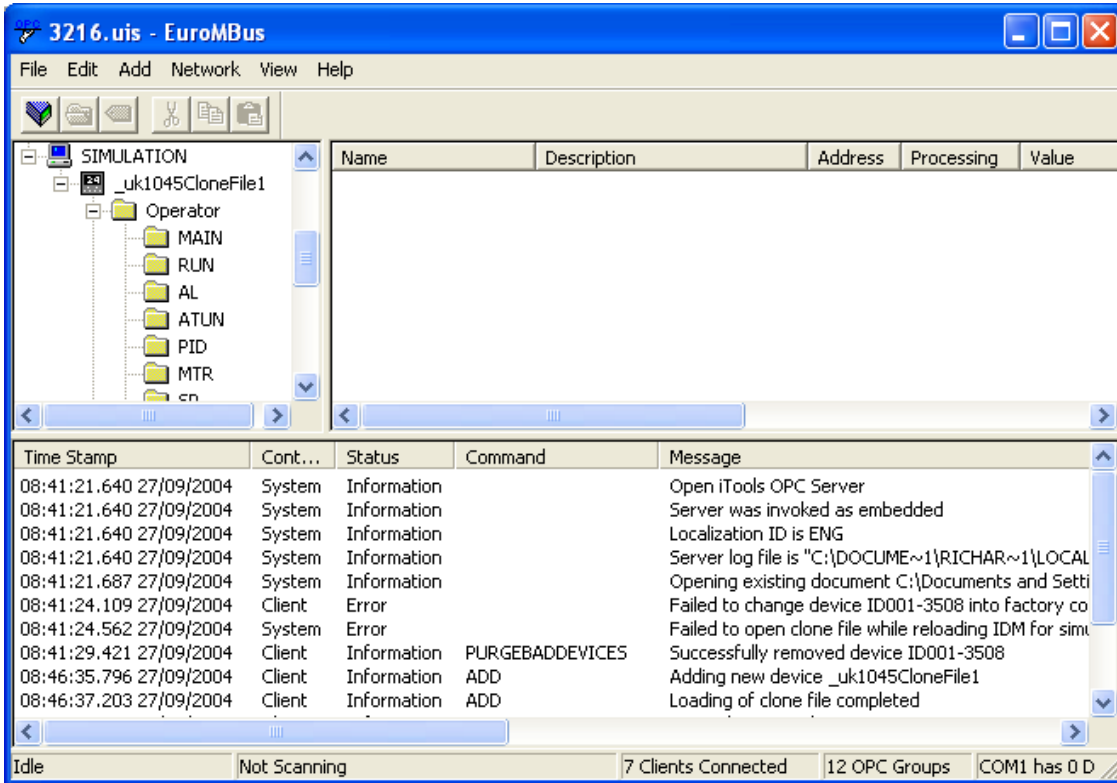 OPC 3216.uis - EuroMBus
File Edit Add Network View Help
SIMULATION
_uk1045CloneFile1
Operator
MAIN
RUN
AL
ATUN
PID
MTR
Name Description Address Processing Value
Time Stamp Cont... Status Command Message
08:41:21.640 27/09/2004 System Information Open iTools OPC Server
08:41:21.640 27/09/2004 System Information Server was invoked as embedded
08:41:21.640 27/09/2004 System Information Localization ID is ENG
08:41:21.640 27/09/2004 System Information Server log file is "C:\DOCUME~1\RICHAR~1\LOCAL
08:41:21.687 27/09/2004 System Information Opening existing document C:\Documents and Setti
08:41:24.109 27/09/2004 Client Error Failed to change device ID001-3508 into factory co
08:41:24.562 27/09/2004 System Error Failed to open clone file while reloading IDM for simu
08:41:29.421 27/09/2004 Client Information PURGEBADDEVICES Successfully removed device ID001-3508
08:46:35.796 27/09/2004 Client Information ADD Adding new device _uk1045CloneFile1
08:46:37.203 27/09/2004 Client Information ADD Loading of clone file completed
Idle Not Scanning 7 Clients Connected 12 OPC Groups COM1 has 0 D